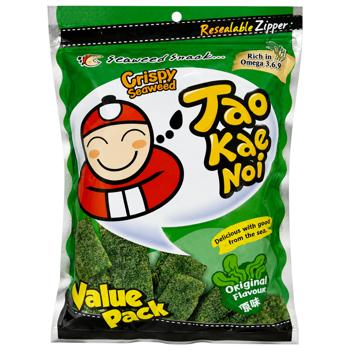 Resealable Zipper
Seaweed Snack...
Rich in
Omega 3,6,9
Crispy
Seaweed
Tao
Kae
Noi
Delicious with good
from the sea.
Original
Flavour
原味
Value
Pack